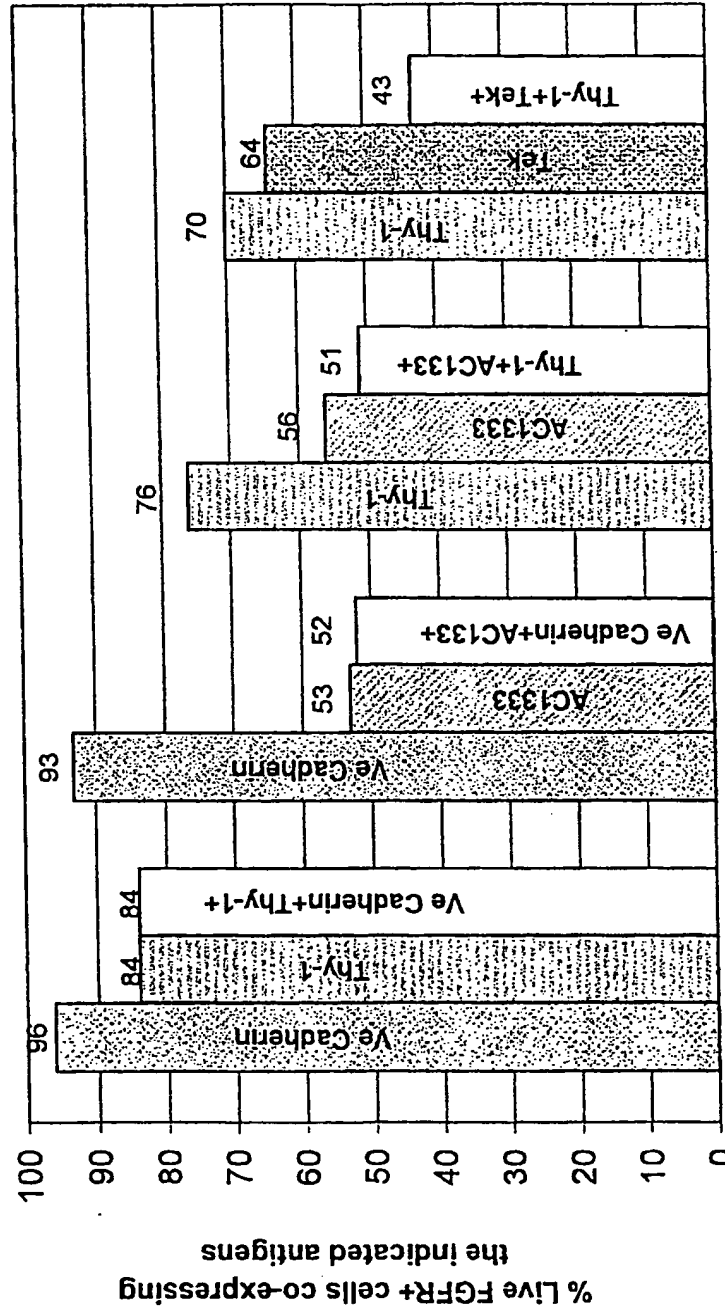 % Live FGFR+ cells co-expressing
the indicated antigens
100
90
80
70
60
50
40
30
20
10
0
96
Ve Cadherin
84
Thy-1
84
Ve Cadherin+Thy-1+
93
Ve Cadherin
53
AC1333
52
Ve Cadherin+AC133+
76
Thy-1
56
AC1333
51
Thy-1+AC133+
70
Thy-1
64
Tek
43
Thy-1+Tek+